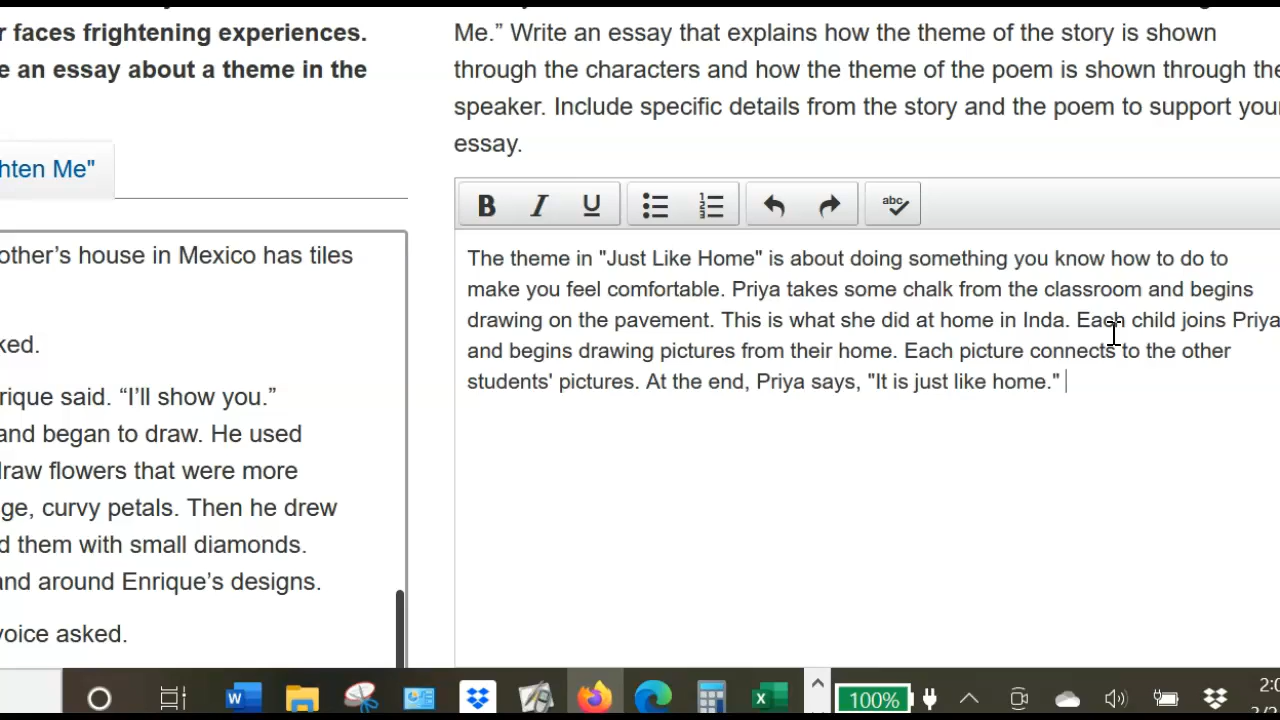 r faces frightening experiences.
e an essay about a theme in the
hten Me"
other’s house in Mexico has tiles
ked.
rique said. “I’ll show you.”
and began to draw. He used
draw flowers that were more
ge, curvy petals. Then he drew
d them with small diamonds.
and around Enrique’s designs.
voice asked.
Me.” Write an essay that explains how the theme of the story is shown
through the characters and how the theme of the poem is shown through the
speaker. Include specific details from the story and the poem to support your
essay.
B I U abc
The theme in "Just Like Home" is about doing something you know how to do to
make you feel comfortable. Priya takes some chalk from the classroom and begins
drawing on the pavement. This is what she did at home in Inda. Each child joins Priya
and begins drawing pictures from their home. Each picture connects to the other
students' pictures. At the end, Priya says, "It is just like home."
100%
2:0